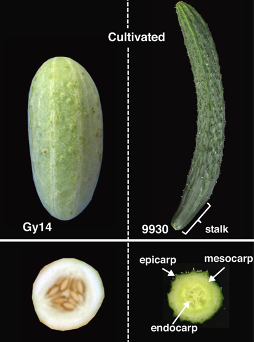 Cultivated
Gy14
9930
stalk
epicarp
mesocarp
endocarp